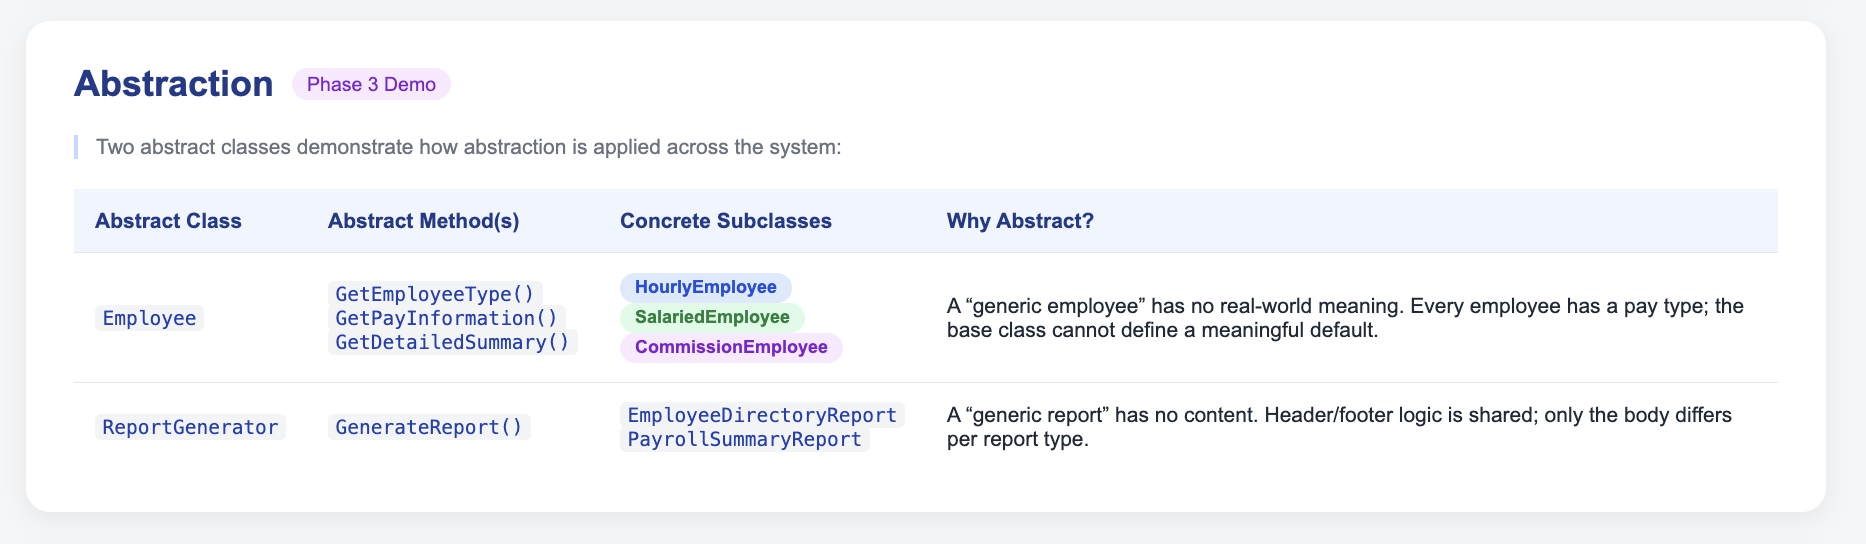 Abstraction Phase 3 Demo
Two abstract classes demonstrate how abstraction is applied across the system:
Abstract Class Abstract Method(s) Concrete Subclasses Why Abstract?
Employee
GetEmployeeType()
GetPayInformation()
GetDetailedSummary()
HourlyEmployee
SalariedEmployee
CommissionEmployee
A “generic employee” has no real-world meaning. Every employee has a pay type; the
base class cannot define a meaningful default.
ReportGenerator
GenerateReport()
EmployeeDirectoryReport
PayrollSummaryReport
A “generic report” has no content. Header/footer logic is shared; only the body differs
per report type.